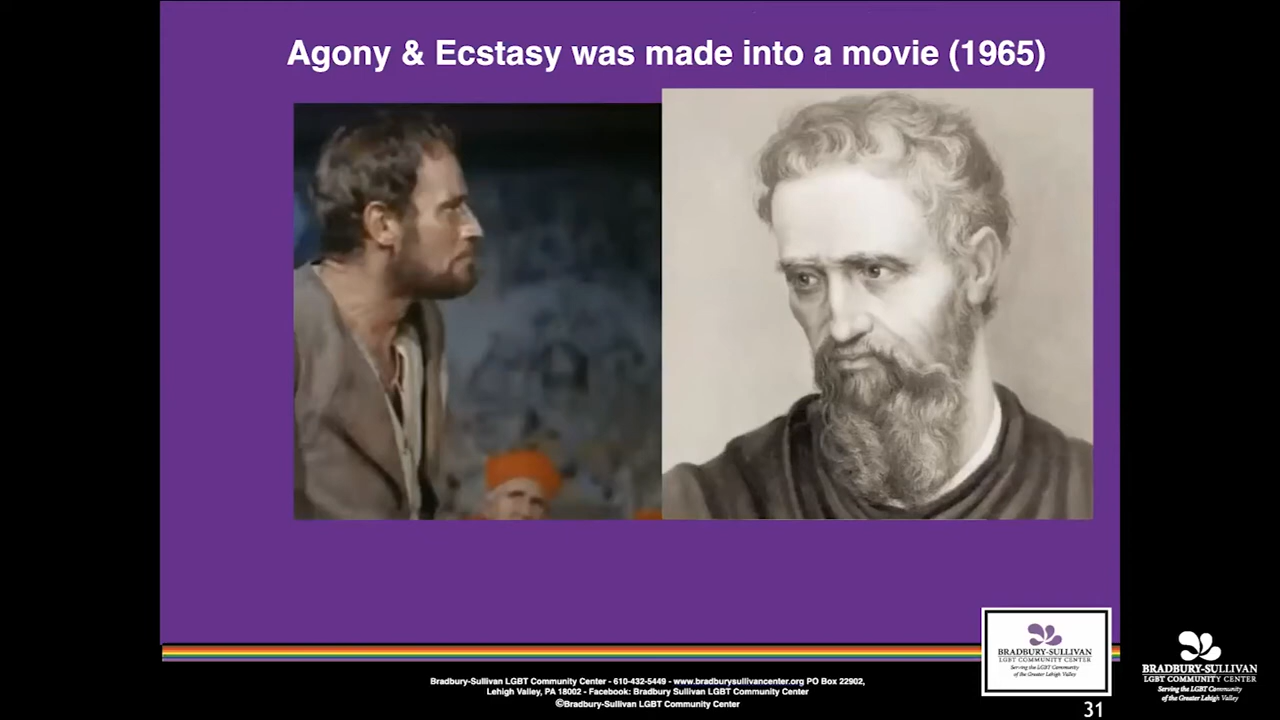 Agony & Ecstasy was made into a movie (1965)
BRADBURY-SULLIVAN
LGBT COMMUNITY CENTER
Serving the LGBT Community
of the Greater Lehigh Valley
BRADBURY-SULLIVAN
LGBT COMMUNITY CENTER
Serving the LGBT Community
of the Greater Lehigh Valley
Bradbury-Sullivan LGBT Community Center - 610-432-5449 - www.bradburysullivancenter.org PO Box 22902,
Lehigh Valley, PA 18002 - Facebook: Bradbury Sullivan LGBT Community Center
©Bradbury-Sullivan LGBT Community Center
31